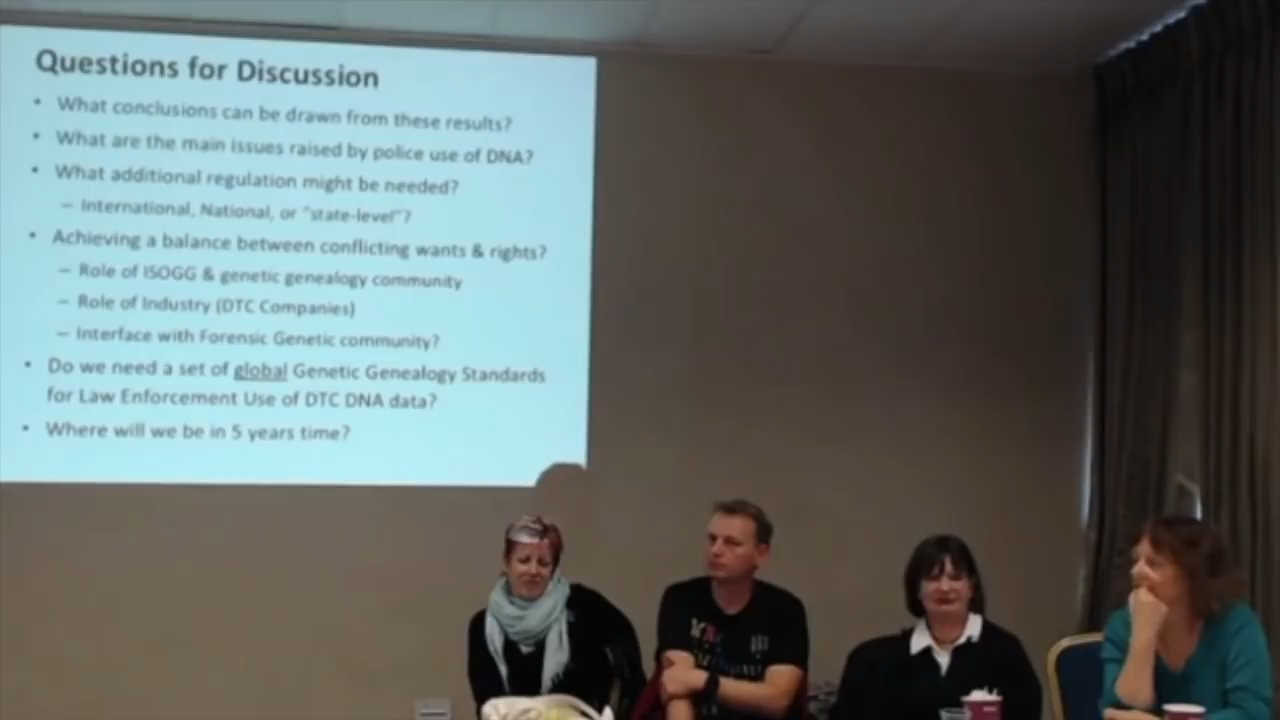 Questions for Discussion
• What conclusions can be drawn from these results?
• What are the main issues raised by police use of DNA?
• What additional regulation might be needed?
– International, National, or "state-level"?
• Achieving a balance between conflicting wants & rights?
– Role of ISOGG & genetic genealogy community
– Role of Industry (DTC Companies)
– Interface with Forensic Genetic community?
• Do we need a set of global Genetic Genealogy Standards
for Law Enforcement Use of DTC DNA data?
• Where will we be in 5 years time?